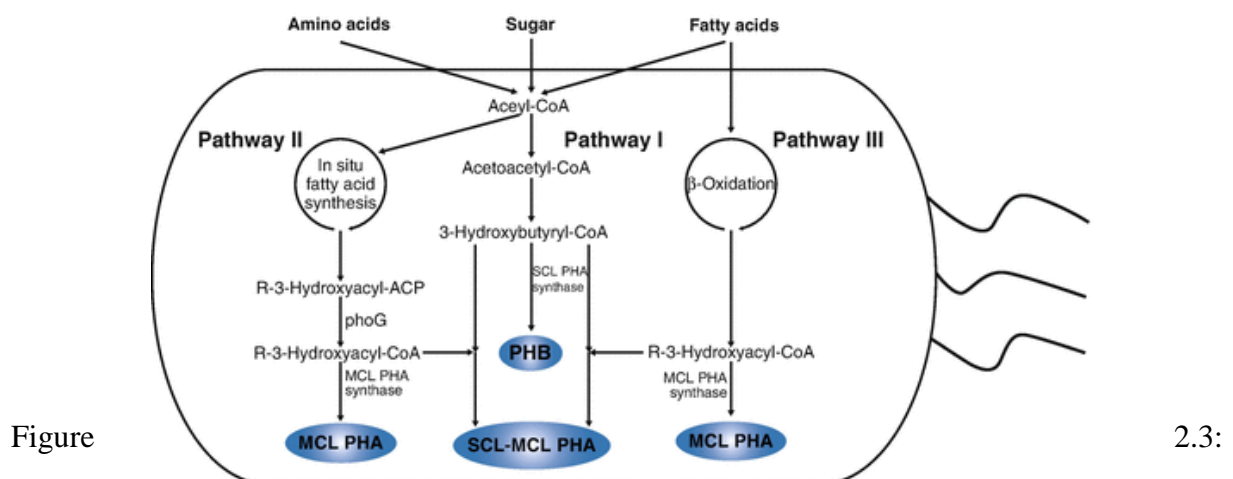 Amino acids
Sugar
Fatty acids
Aceyl-CoA
Pathway II
Pathway I
Pathway III
In situ
fatty acid
synthesis
Acetoacetyl-CoA
β-Oxidation
3-Hydroxybutyryl-CoA
SCL PHA
synthase
R-3-Hydroxyacyl-ACP
phoG
R-3-Hydroxyacyl-CoA
PHB
R-3-Hydroxyacyl-CoA
MCL PHA
synthase
MCL PHA
synthase
MCL PHA
SCL-MCL PHA
MCL PHA
Figure 2.3: